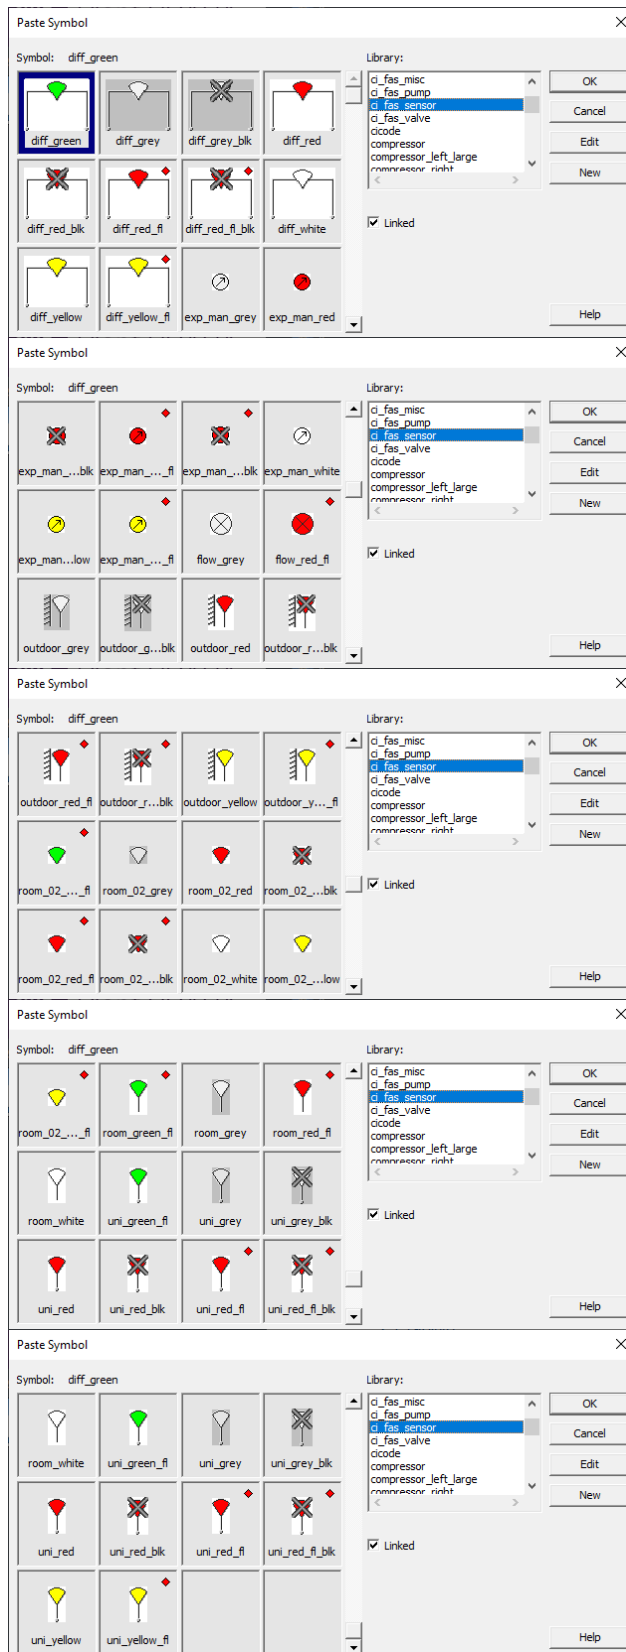 Paste Symbol
Symbol: diff_green
Library:
diff_green diff_grey diff_grey_blk diff_red
diff_red_blk diff_red_fl diff_red_fl_blk diff_white
diff_yellow diff_yellow_fl exp_man_grey exp_man_red
ci_fas_misc
ci_fas_pump
ci_fas_sensor
ci_fas_valve
cicode
compressor
compressor_left_large
compressor_right
Linked
OK
Cancel
Edit
New
Help
Paste Symbol
Symbol: diff_green
Library:
exp_man_...blk exp_man_..._fl exp_man_...blk exp_man_white
exp_man...low exp_man_..._fl flow_grey flow_red_fl
outdoor_grey outdoor_g...blk outdoor_red outdoor_r...blk
ci_fas_misc
ci_fas_pump
ci_fas_sensor
ci_fas_valve
cicode
compressor
compressor_left_large
compressor_right
Linked
OK
Cancel
Edit
New
Help
Paste Symbol
Symbol: diff_green
Library:
outdoor_red_fl outdoor_r...blk outdoor_yellow outdoor_y..._fl
room_02_..._fl room_02_grey room_02_red room_02_...blk
room_02_red_fl room_02_...blk room_02_white room_02_...low
ci_fas_misc
ci_fas_pump
ci_fas_sensor
ci_fas_valve
cicode
compressor
compressor_left_large
compressor_right
Linked
OK
Cancel
Edit
New
Help
Paste Symbol
Symbol: diff_green
Library:
room_02_..._fl room_green_fl room_grey room_red_fl
room_white uni_green_fl uni_grey uni_grey_blk
uni_red uni_red_blk uni_red_fl uni_red_fl_blk
ci_fas_misc
ci_fas_pump
ci_fas_sensor
ci_fas_valve
cicode
compressor
compressor_left_large
compressor_right
Linked
OK
Cancel
Edit
New
Help
Paste Symbol
Symbol: diff_green
Library:
room_white uni_green_fl uni_grey uni_grey_blk
uni_red uni_red_blk uni_red_fl uni_red_fl_blk
uni_yellow uni_yellow_fl
ci_fas_misc
ci_fas_pump
ci_fas_sensor
ci_fas_valve
cicode
compressor
compressor_left_large
compressor_right
Linked
OK
Cancel
Edit
New
Help